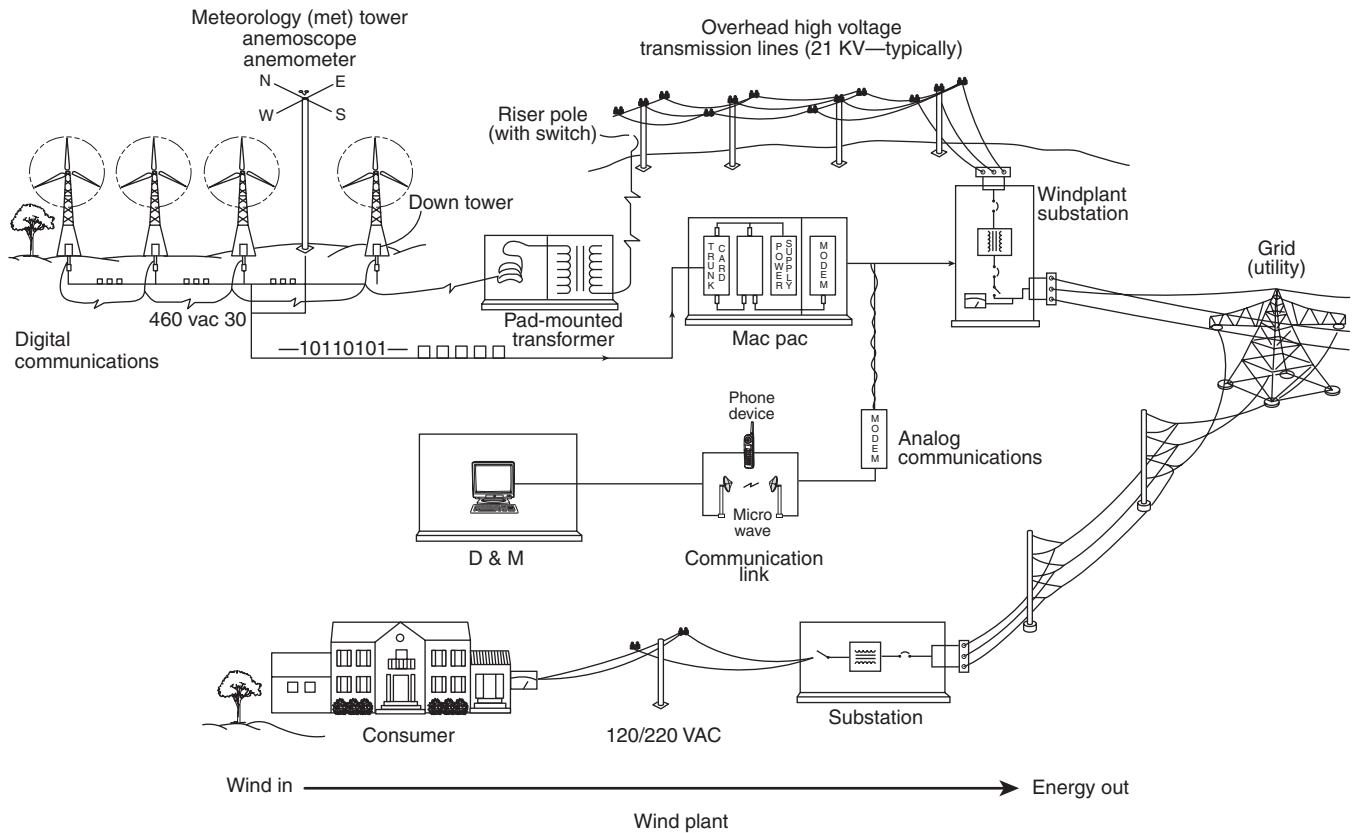 Meteorology (met) tower
anemoscope
anemometer
N
E
W
S
Overhead high voltage
transmission lines (21 KV—typically)
Riser pole
(with switch)
Down tower
Windplant
substation
Grid
(utility)
TRUNK
CARD
POWER
SUPPLY
MODEM
460 vac 30
Pad-mounted
transformer
Mac pac
Digital
communications
—10110101—
Phone
device
MODEM
Analog
communications
Micro
wave
D & M
Communication
link
Consumer
120/220 VAC
Substation
Wind in
Energy out
Wind plant